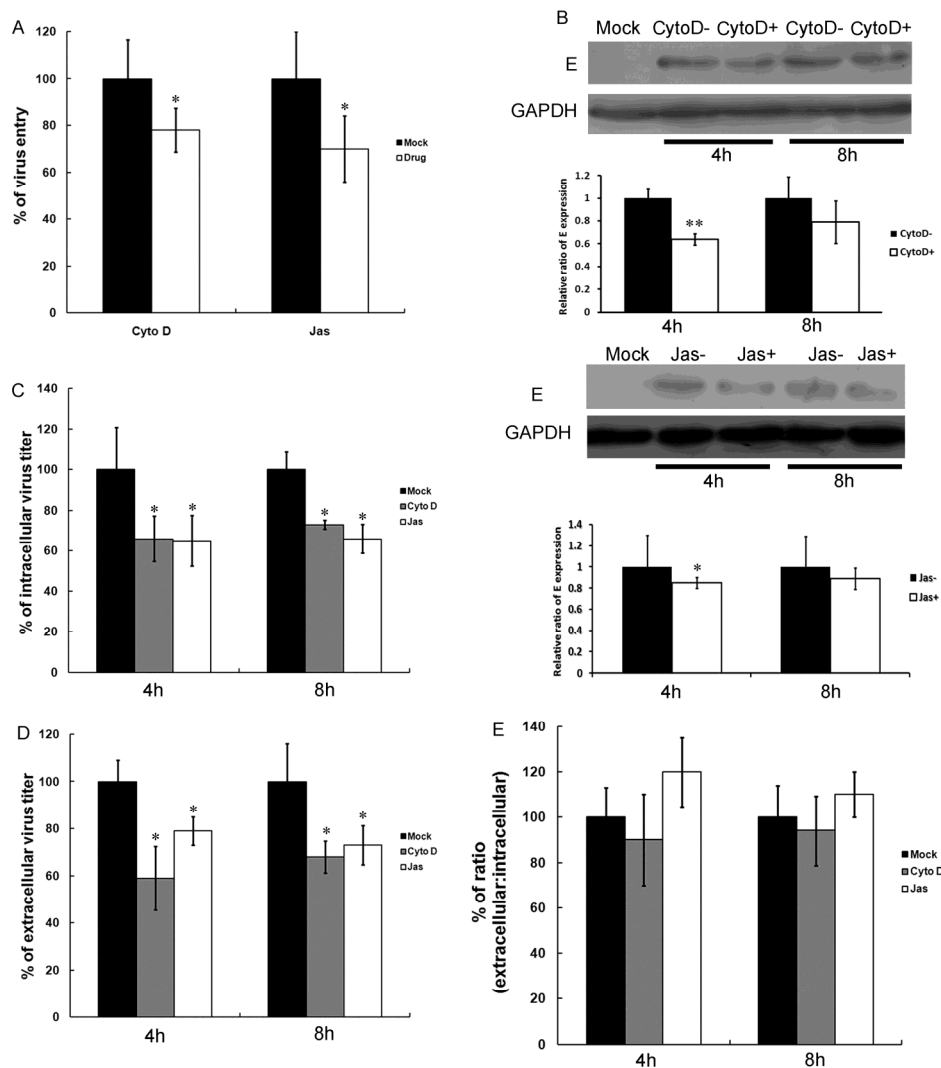 A
120
100
80
60
40
20
0
% of virus entry
Cyto D
Jas
Mock
Drug
*
*
B
Mock CytoD- CytoD+ CytoD- CytoD+
E
GAPDH
4h
8h
1.2
1
0.8
0.6
0.4
0.2
0
Relative ratio of E expression
**
4h
8h
CytoD-
CytoD+
Mock Jas- Jas+ Jas- Jas+
E
GAPDH
4h
8h
1.4
1.2
1
0.8
0.6
0.4
0.2
0
Relative ratio of E expression
*
4h
8h
Jas-
Jas+
C
140
120
100
80
60
40
20
0
% of intracellular virus titer
* *
* *
4h
8h
Mock
Cyto D
Jas
D
120
100
80
60
40
20
0
% of extracellular virus titer
* *
* *
4h
8h
Mock
Cyto D
Jas
E
140
120
100
80
60
40
20
0
% of ratio
(extracellular:intracellular)
4h
8h
Mock
Cyto D
Jas